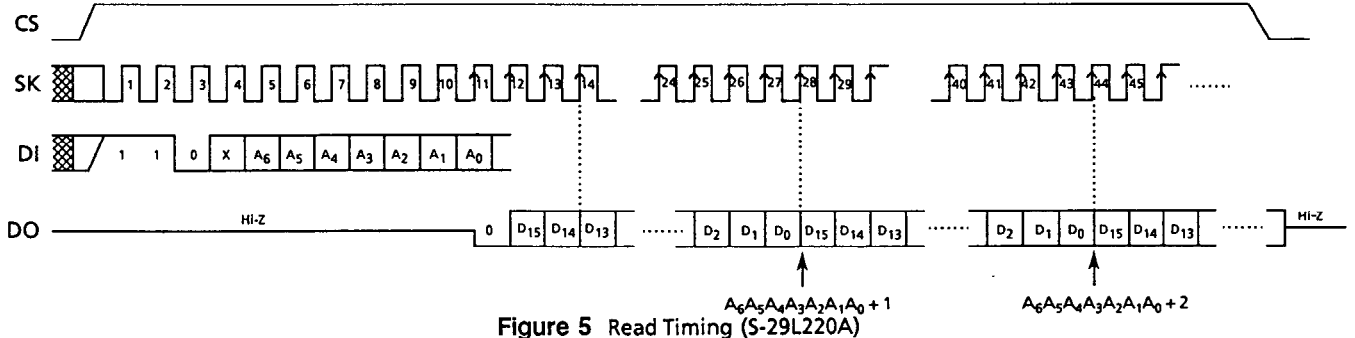 CS
SK 1 2 3 4 5 6 7 8 9 10 11 12 13 14 24 25 26 27 28 29 40 41 42 43 44 45 ······
DI 1 1 0 X A6 A5 A4 A3 A2 A1 A0
DO Hi-Z 0 D15 D14 D13 ······ D2 D1 D0 D15 D14 D13 ······ D2 D1 D0 D15 D14 D13 ······ Hi-Z
A6A5A4A3A2A1A0 + 1 A6A5A4A3A2A1A0 + 2
Figure 5 Read Timing (S-29L220A)